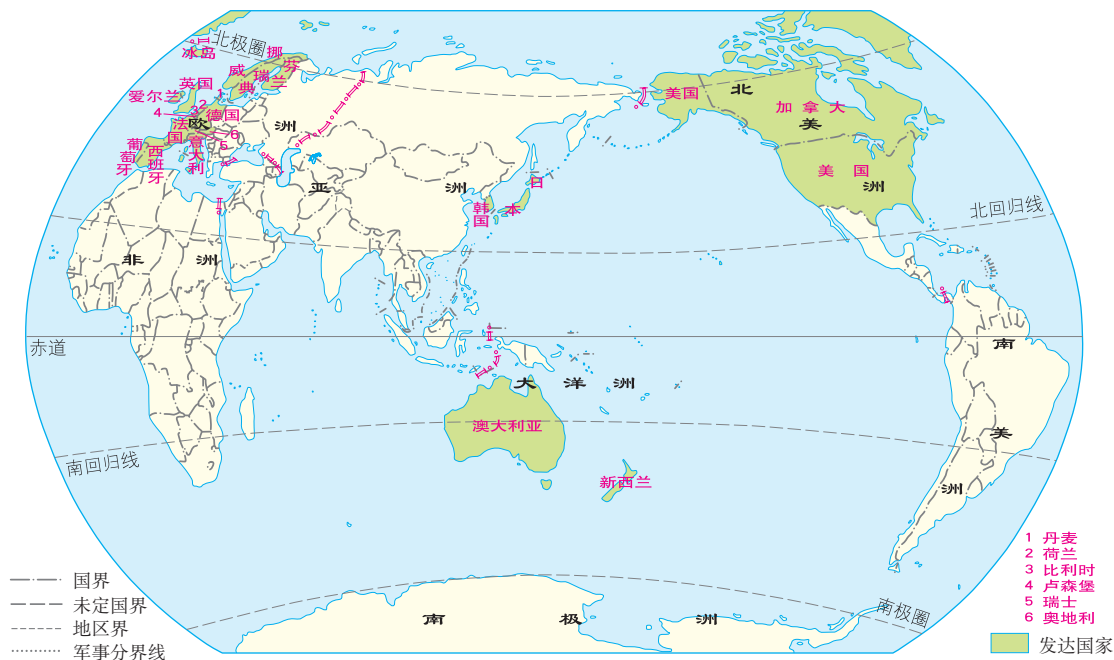 北极圈
冰岛
挪威
瑞典
芬兰
英国
爱尔兰
1
2
3
4
德国
欧洲
法国
6
5
葡萄牙
西班牙
意大利
亚洲
韩国
日本
非洲
美国
北美洲
加拿大
美国
北回归线
赤道
大洋洲
澳大利亚
新西兰
南美洲
南回归线
南极洲
南极圈
1 丹麦
2 荷兰
3 比利时
4 卢森堡
5 瑞士
6 奥地利
发达国家
国界
未定国界
地区界
军事分界线